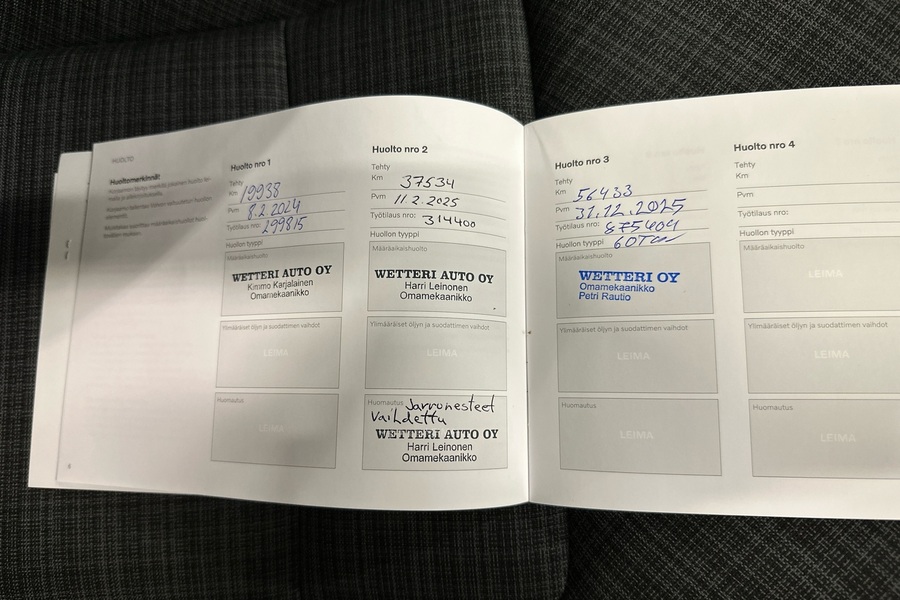 HUOLTO
Huoltomerkinnät
Huolto nro 1
Tehty
Km 19938
Pvm 8.2.2024
Työtilaus nro: 299815
Huollon tyyppi
Määräaikaishuolto
WETTERI AUTO OY
Kimmo Karjalainen
Omamekaanikko
Ylimääräiset öljyn ja suodattimen vaihdot
LEIMA
Huomautus
LEIMA
Huolto nro 2
Tehty
Km 37534
Pvm 11.2.2025
Työtilaus nro: 314400
Huollon tyyppi
Määräaikaishuolto
WETTERI AUTO OY
Harri Leinonen
Omamekaanikko
Ylimääräiset öljyn ja suodattimen vaihdot
LEIMA
Huomautus Jarrunesteet
Vaihdettu
WETTERI AUTO OY
Harri Leinonen
Omamekaanikko
Huolto nro 3
Tehty
Km 56433
Pvm 31.12.2025
Työtilaus nro: 875404
Huollon tyyppi
Määräaikaishuolto
WETTERI OY
Omamekaanikko
Petri Rautio
Ylimääräiset öljyn ja suodattimen vaihdot
LEIMA
Huomautus
LEIMA
Huolto nro 4
Tehty
Km
Pvm
Työtilaus nro:
Huollon tyyppi
Määräaikaishuolto
LEIMA
Ylimääräiset öljyn ja suodattimen vaihdot
LEIMA
Huomautus
LEIMA